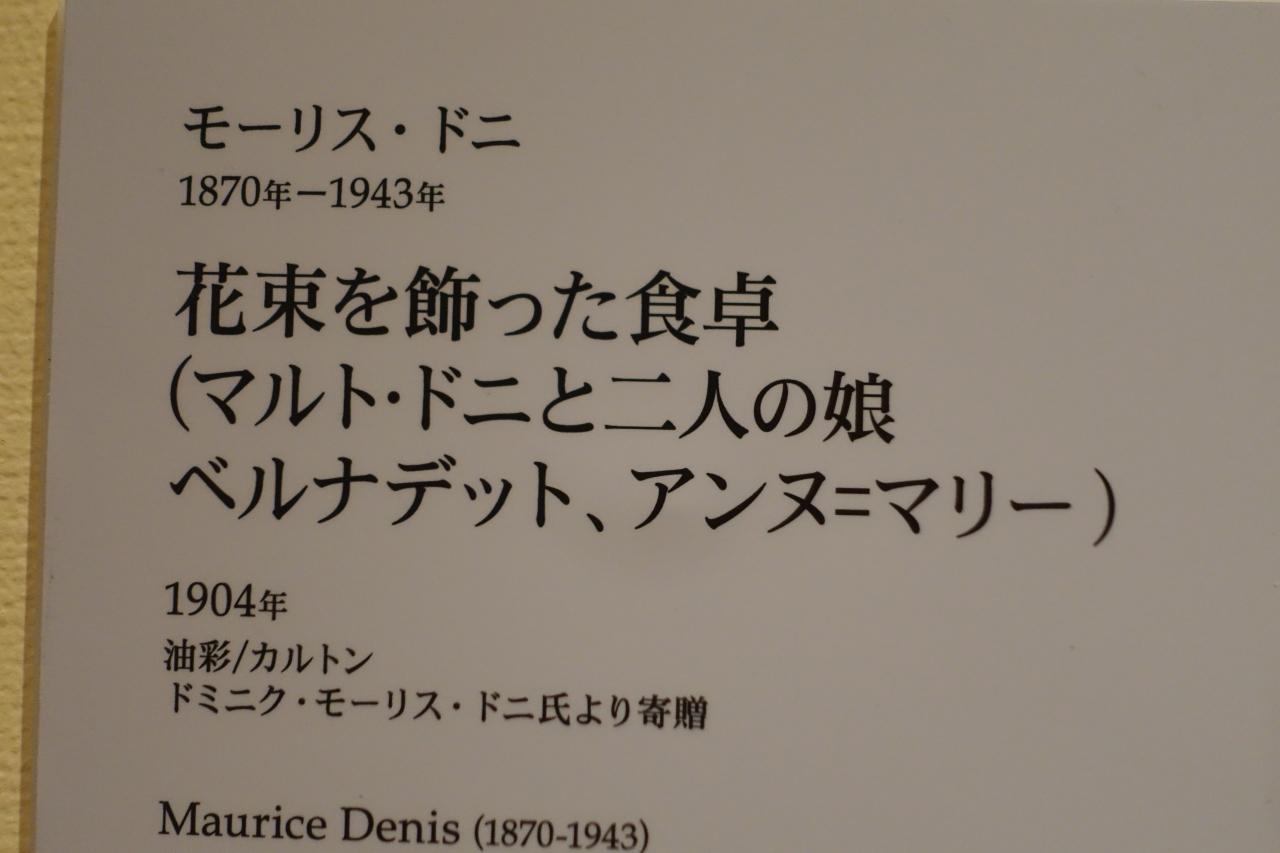 モーリス・ドニ
1870年－1943年
花束を飾った食卓
(マルト・ドニと二人の娘
ベルナデット、アンヌ=マリー)
1904年
油彩/カルトン
ドミニク・モーリス・ドニ氏より寄贈
Maurice Denis (1870-1943)